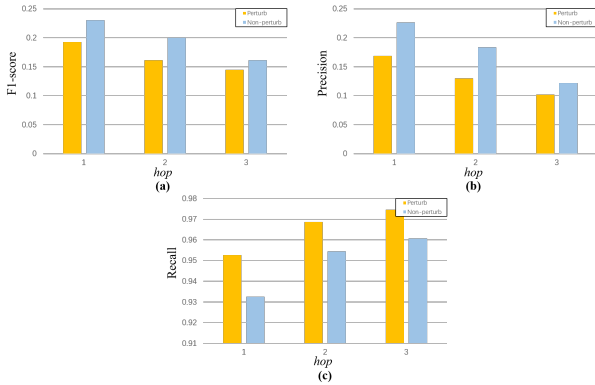 0.25
0.2
0.15
0.1
0.05
0
F1-score
Perturb
Non-perturb
1 2 3
hop
(a)
0.25
0.2
0.15
0.1
0.05
0
Precision
Perturb
Non-perturb
1 2 3
hop
(b)
0.98
0.97
0.96
0.95
0.94
0.93
0.92
0.91
Recall
Perturb
Non-perturb
1 2 3
hop
(c)